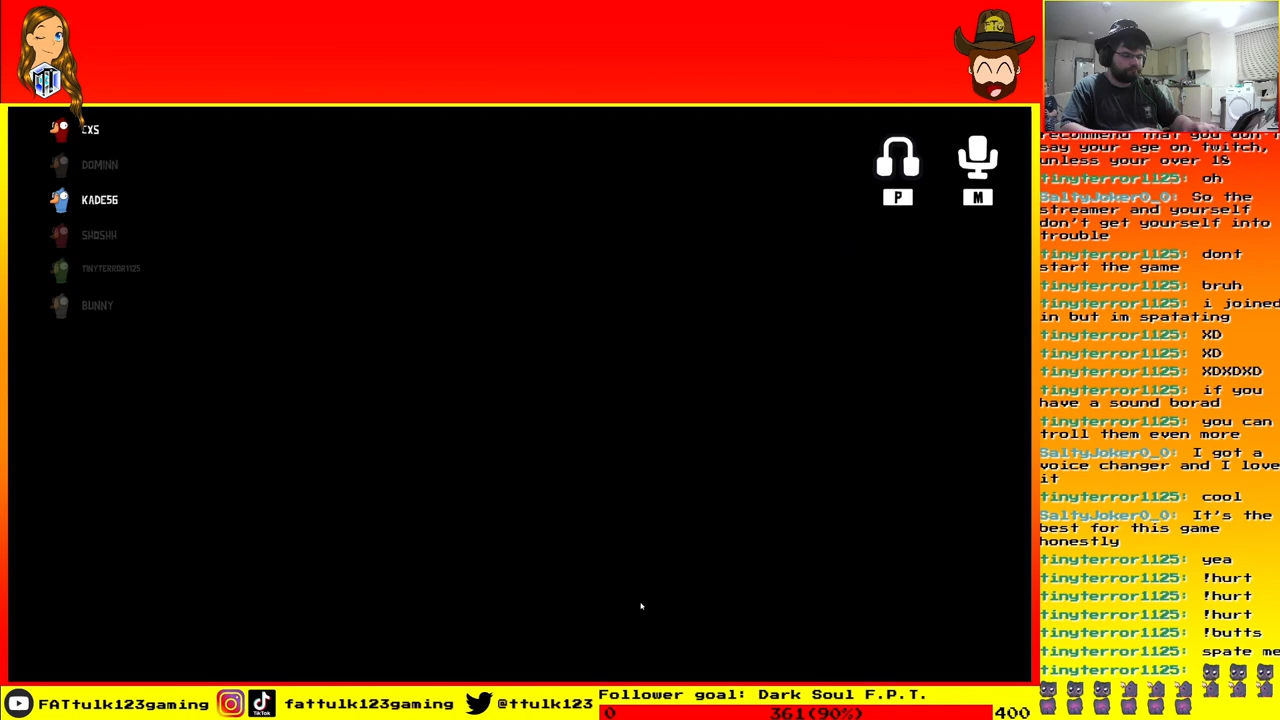 CXS
DOMINN
KADE56
SHOSHH
TINYTERROR1125
BUNNY
P
M
recommend that you don't
say your age on twitch,
unless your over 18
tinyterror1125: oh
SaltyJoker0_0: So the
streamer and yourself
don't get yourself into
trouble
tinyterror1125: dont
start the game
tinyterror1125: bruh
tinyterror1125: i joined
in but im spatating
tinyterror1125: XD
tinyterror1125: XD
tinyterror1125: XDXDXD
tinyterror1125: if you
have a sound borad
tinyterror1125: you can
troll them even more
SaltyJoker0_0: I got a
voice changer and I love
it
tinyterror1125: cool
SaltyJoker0_0: It's the
best for this game
honestly
tinyterror1125: yea
tinyterror1125: !hurt
tinyterror1125: !hurt
tinyterror1125: !hurt
tinyterror1125: !butts
tinyterror1125: spate me
tinyterror1125:
FATtulk123gaming
TikTok
fattulk123gaming
@ttulk123
Follower goal: Dark Soul F.P.T.
0 361(90%) 400